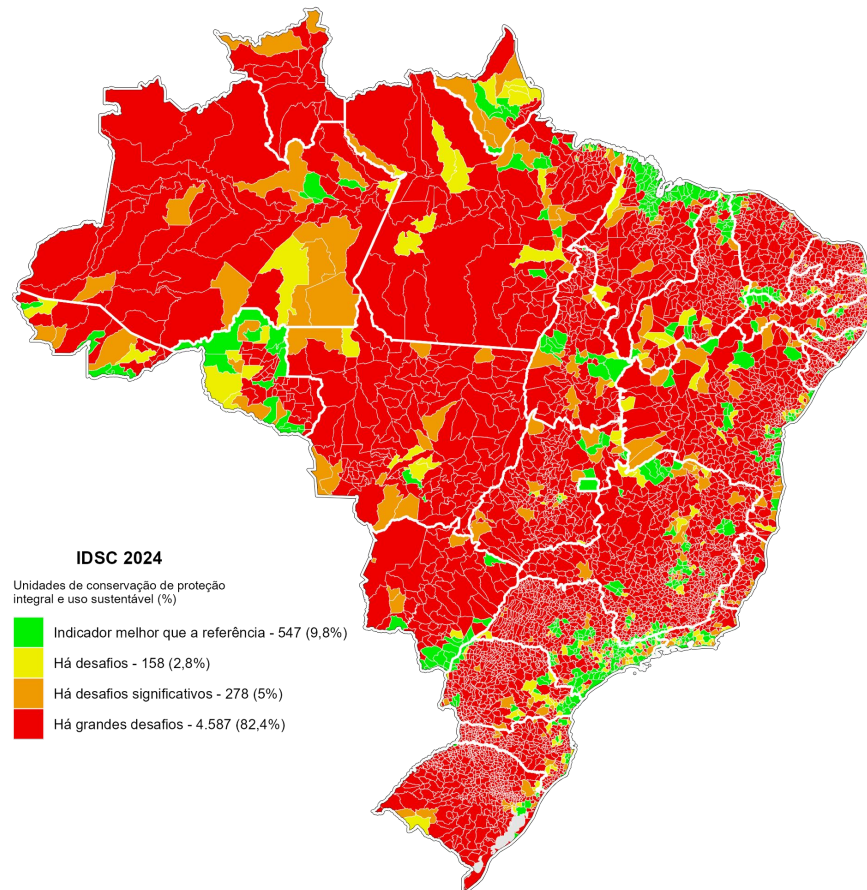 IDSC 2024
Unidades de conservação de proteção
integral e uso sustentável (%)
Indicador melhor que a referência - 547 (9,8%)
Há desafios - 158 (2,8%)
Há desafios significativos - 278 (5%)
Há grandes desafios - 4.587 (82,4%)